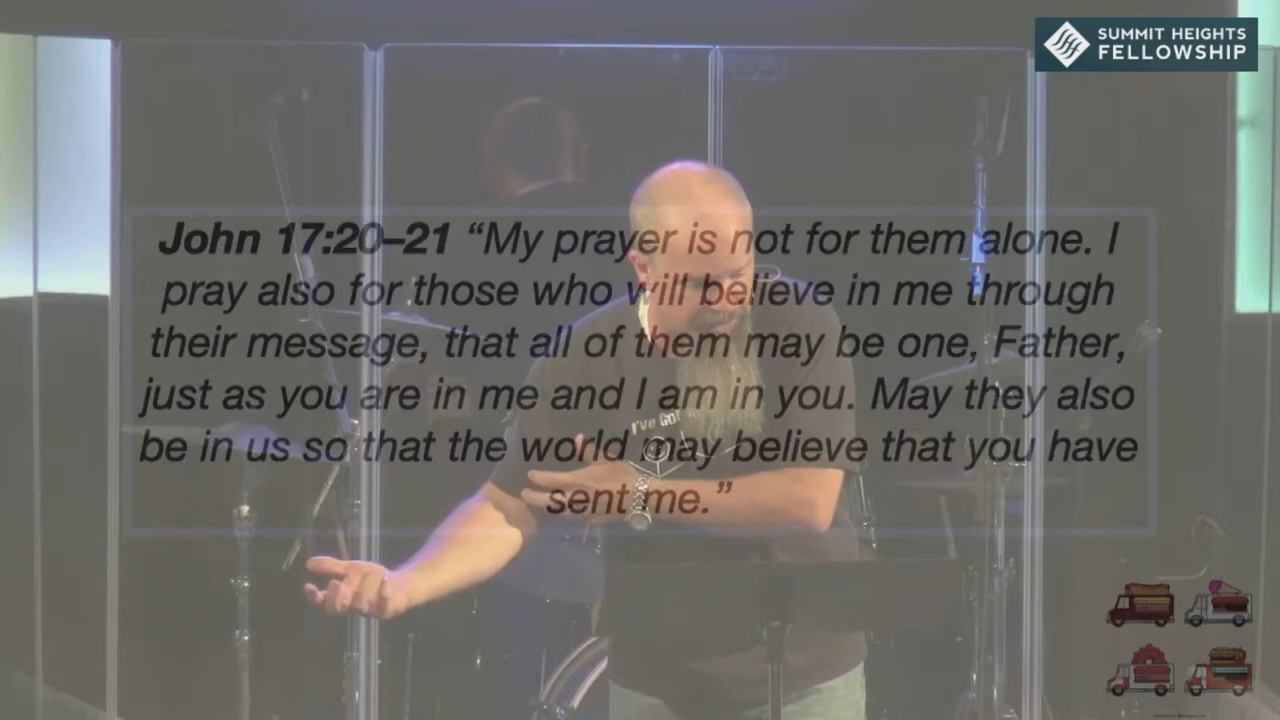 SUMMIT HEIGHTS
FELLOWSHIP
John 17:20–21 “My prayer is not for them alone. I
pray also for those who will believe in me through
their message, that all of them may be one, Father,
just as you are in me and I am in you. May they also
be in us so that the world may believe that you have
sent me.”
I've Got